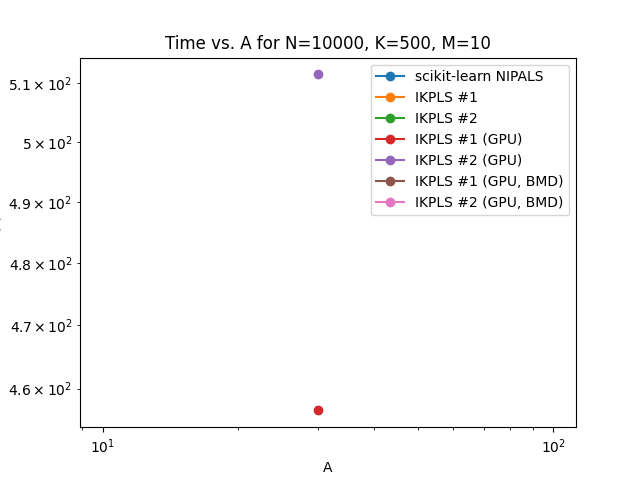 Time vs. A for N=10000, K=500, M=10
5.1 × 10²
5 × 10²
4.9 × 10²
4.8 × 10²
4.7 × 10²
4.6 × 10²
scikit-learn NIPALS
IKPLS #1
IKPLS #2
IKPLS #1 (GPU)
IKPLS #2 (GPU)
IKPLS #1 (GPU, BMD)
IKPLS #2 (GPU, BMD)
10¹
10²
A